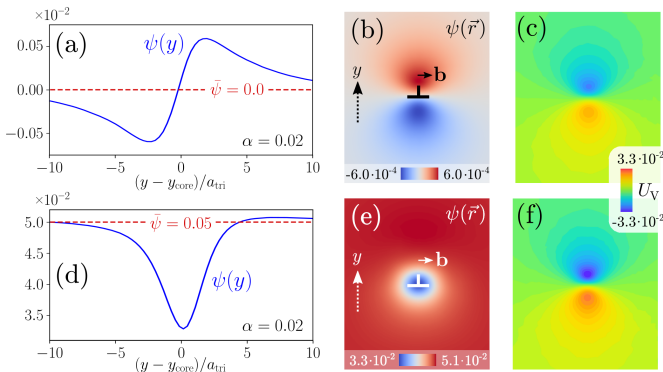 ×10⁻²
0.05
0.00
−0.05
(a)
ψ(y)
ψ̄ = 0.0
α = 0.02
−10
−5
0
5
10
(y − y_core)/a_tri
(b)
ψ(r⃗)
y
b
-6.0·10⁻⁴
6.0·10⁻⁴
(c)
3.3·10⁻²
U_V
-3.3·10⁻²
×10⁻²
5.0
4.5
4.0
3.5
(d)
ψ̄ = 0.05
ψ(y)
α = 0.02
−10
−5
0
5
10
(y − y_core)/a_tri
(e)
ψ(r⃗)
y
b
3.3·10⁻²
5.1·10⁻²
(f)